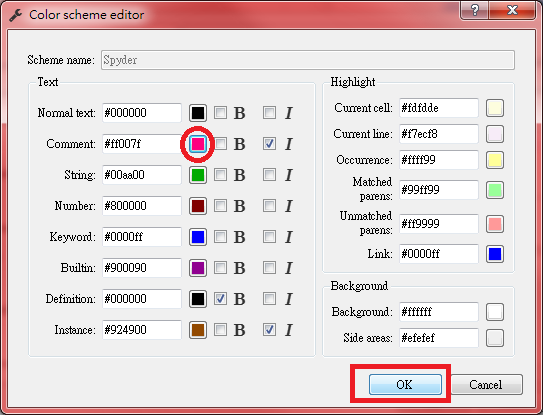 Color scheme editor
Scheme name: Spyder
Text
Normal text: #000000 B I
Comment: #ff007f B I
String: #00aa00 B I
Number: #800000 B I
Keyword: #0000ff B I
Builtin: #900090 B I
Definition: #000000 B I
Instance: #924900 B I
Highlight
Current cell: #fdfdde
Current line: #f7ecf8
Occurrence: #ffff99
Matched
parens: #99ff99
Unmatched
parens: #ff9999
Link: #0000ff
Background
Background: #ffffff
Side areas: #efefef
OK Cancel